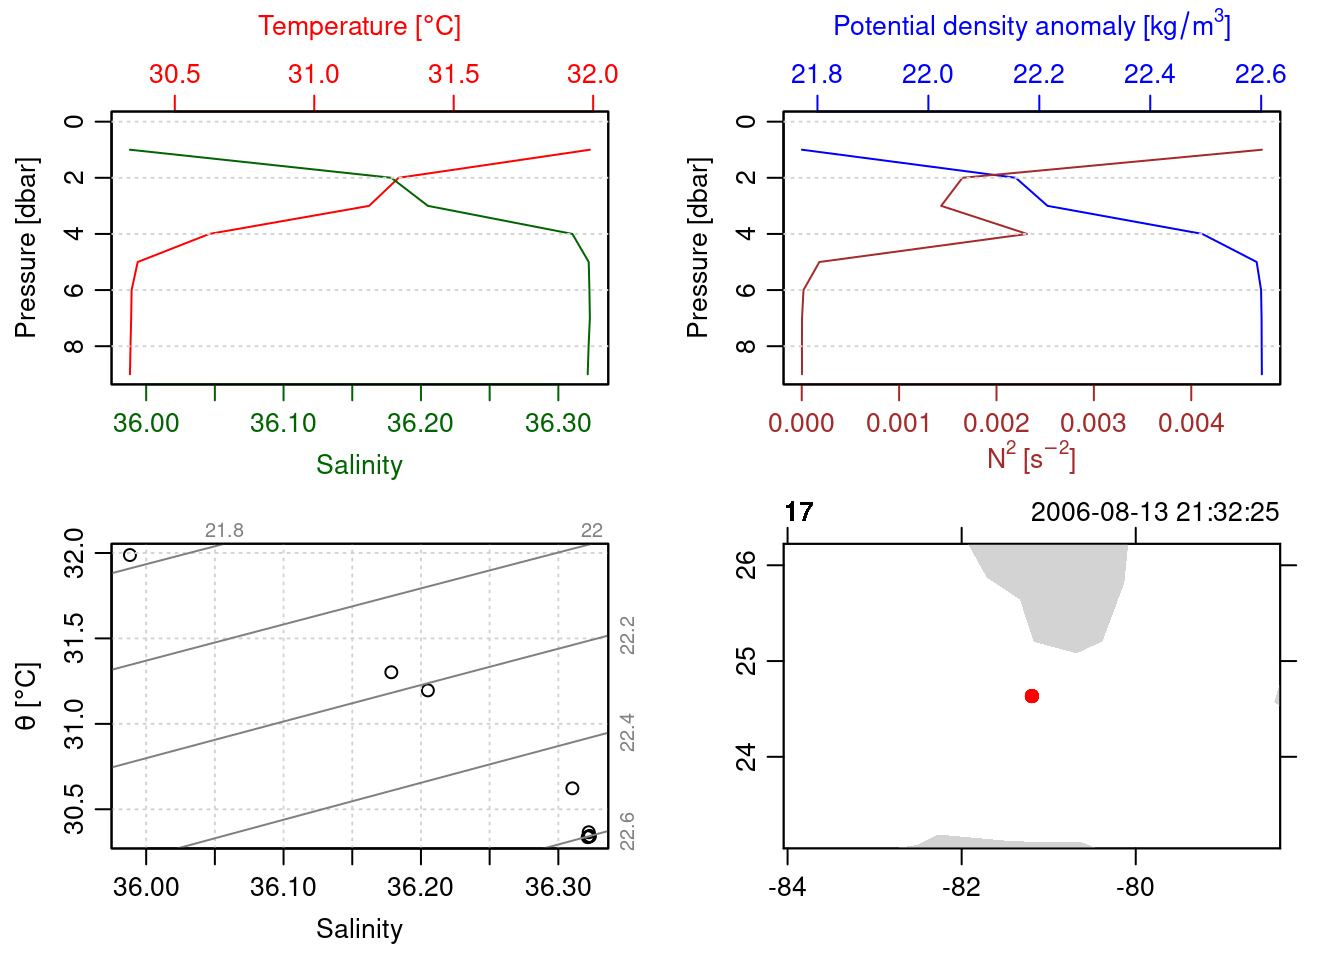 Temperature [°C]
30.5 31.0 31.5 32.0
0
2
4
6
8
Pressure [dbar]
36.00 36.10 36.20 36.30
Salinity
Potential density anomaly [kg/m³]
21.8 22.0 22.2 22.4 22.6
0
2
4
6
8
Pressure [dbar]
0.000 0.001 0.002 0.003 0.004
N² [s⁻²]
21.8 22
32.0
31.5
31.0
30.5
θ [°C]
22.2
22.4
22.6
36.00 36.10 36.20 36.30
Salinity
17 2006-08-13 21:32:25
26
25
24
-84 -82 -80